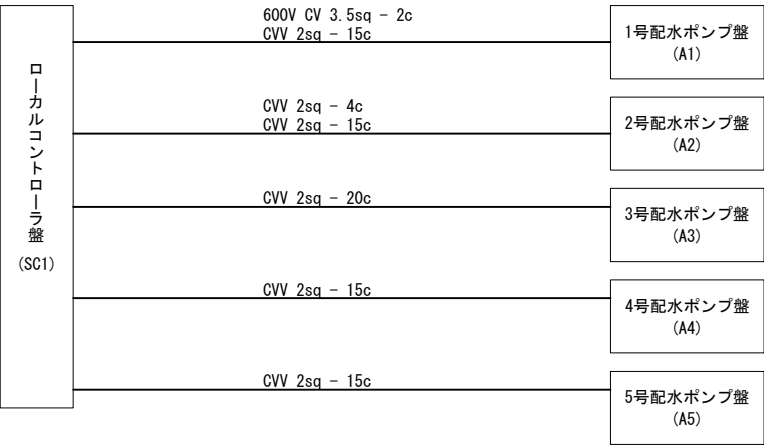 ローカルコントローラ盤
(SC1)
600V CV 3.5sq - 2c
CVV 2sq - 15c
1号配水ポンプ盤
(A1)
CVV 2sq - 4c
CVV 2sq - 15c
2号配水ポンプ盤
(A2)
CVV 2sq - 20c
3号配水ポンプ盤
(A3)
CVV 2sq - 15c
4号配水ポンプ盤
(A4)
CVV 2sq - 15c
5号配水ポンプ盤
(A5)